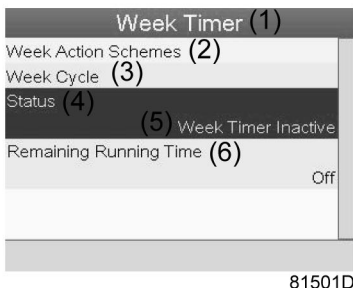 Week Timer (1)
Week Action Schemes (2)
Week Cycle (3)
Status (4)
(5) Week Timer Inactive
Remaining Running Time (6)
Off
81501D